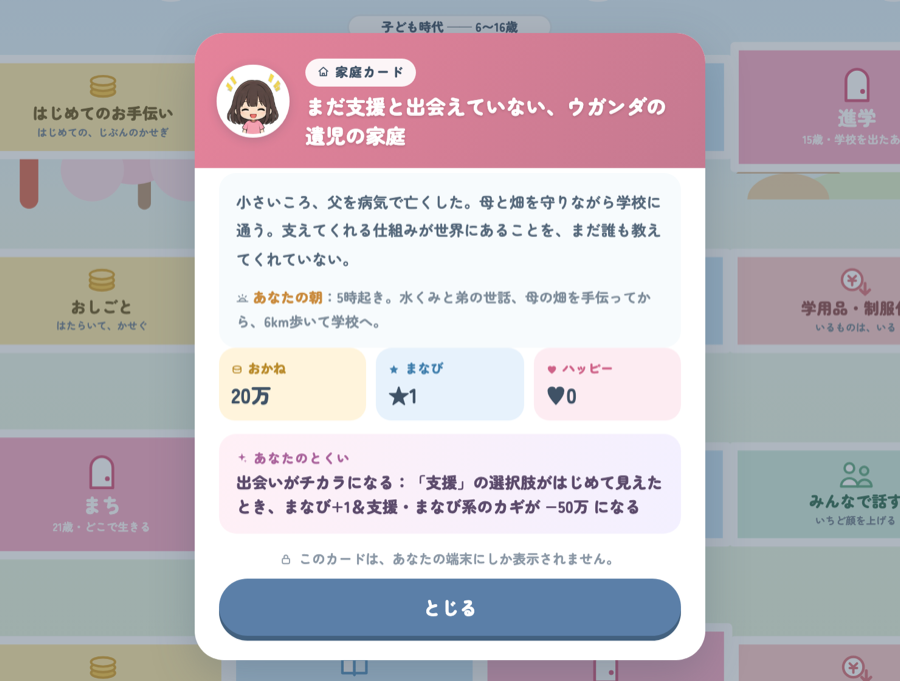 子ども時代 —— 6〜16歳
はじめてのお手伝い
はじめての、じぶんのかせぎ
おしごと
はたらいて、かせぐ
まち
21歳・どこで生きる
進学
15歳・学校を出たあ
学用品・制服
いるものは、いる
みんなで話す
いちど顔を上げる
家庭カード
まだ支援と出会えていない、ウガンダの
遺児の家庭
小さいころ、父を病気で亡くした。母と畑を守りながら学校に
通う。支えてくれる仕組みが世界にあることを、まだ誰も教え
てくれていない。
あなたの朝：5時起き。水くみと弟の世話、母の畑を手伝ってか
ら、6km歩いて学校へ。
おかね
20万
★ まなび
★1
♥ ハッピー
♥0
あなたのとくい
出会いがチカラになる：「支援」の選択肢がはじめて見えた
とき、まなび+1&支援・まなび系のカギが −50万 になる
このカードは、あなたの端末にしか表示されません。
とじる